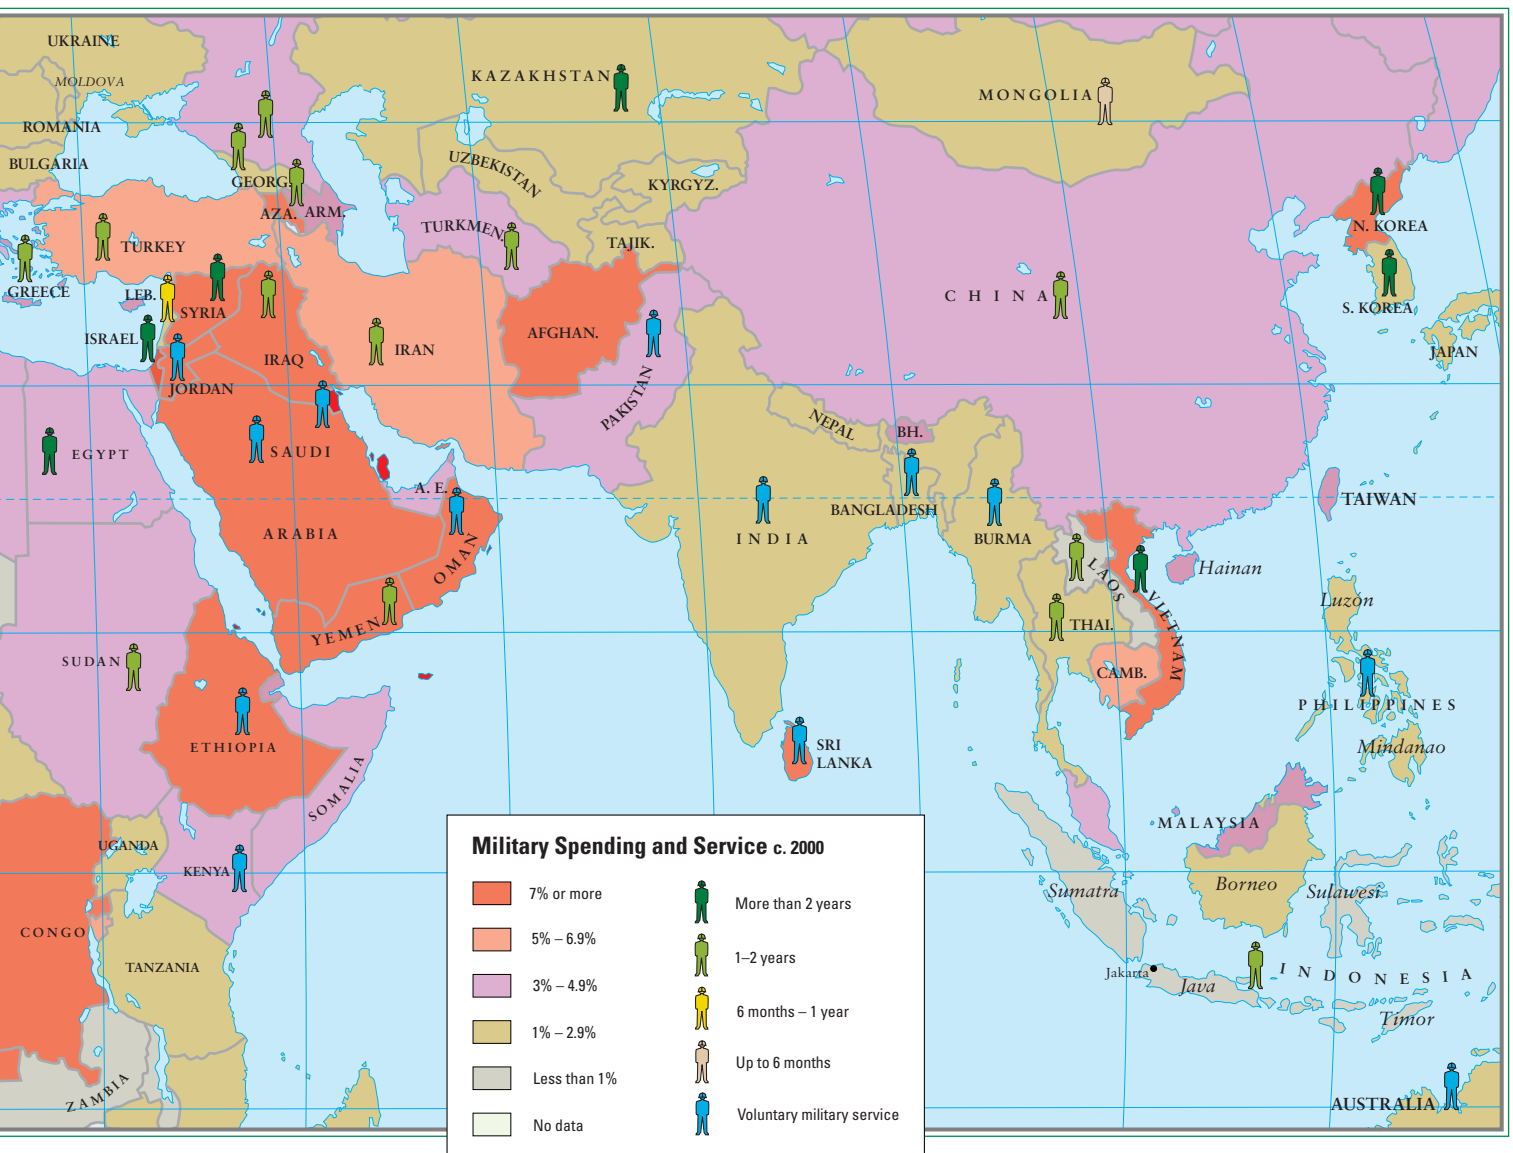 UKRAINE
MOLDOVA
ROMANIA
BULGARIA
KAZAKHSTAN
MONGOLIA
UZBEKISTAN
KYRGYZ.
GEORG.
AZA.
ARM.
TURKMEN.
TAJIK.
TURKEY
GREECE
LEB.
SYRIA
ISRAEL
IRAQ
JORDAN
IRAN
AFGHAN.
PAKISTAN
CHINA
N. KOREA
S. KOREA
JAPAN
NEPAL
BH.
EGYPT
SAUDI
ARABIA
A. E.
OMAN
YEMEN
INDIA
BANGLADESH
BURMA
TAIWAN
LAOS
Hainan
VIETNAM
THAI.
CAMB.
Luzón
PHILIPPINES
Mindanao
SUDAN
ETHIOPIA
SOMALIA
SRI
LANKA
UGANDA
KENYA
CONGO
TANZANIA
ZAMBIA
MALAYSIA
Sumatra
Borneo
Sulawesi
Jakarta
Java
INDONESIA
Timor
AUSTRALIA
Military Spending and Service c. 2000
7% or more
5% – 6.9%
3% – 4.9%
1% – 2.9%
Less than 1%
No data
More than 2 years
1–2 years
6 months – 1 year
Up to 6 months
Voluntary military service